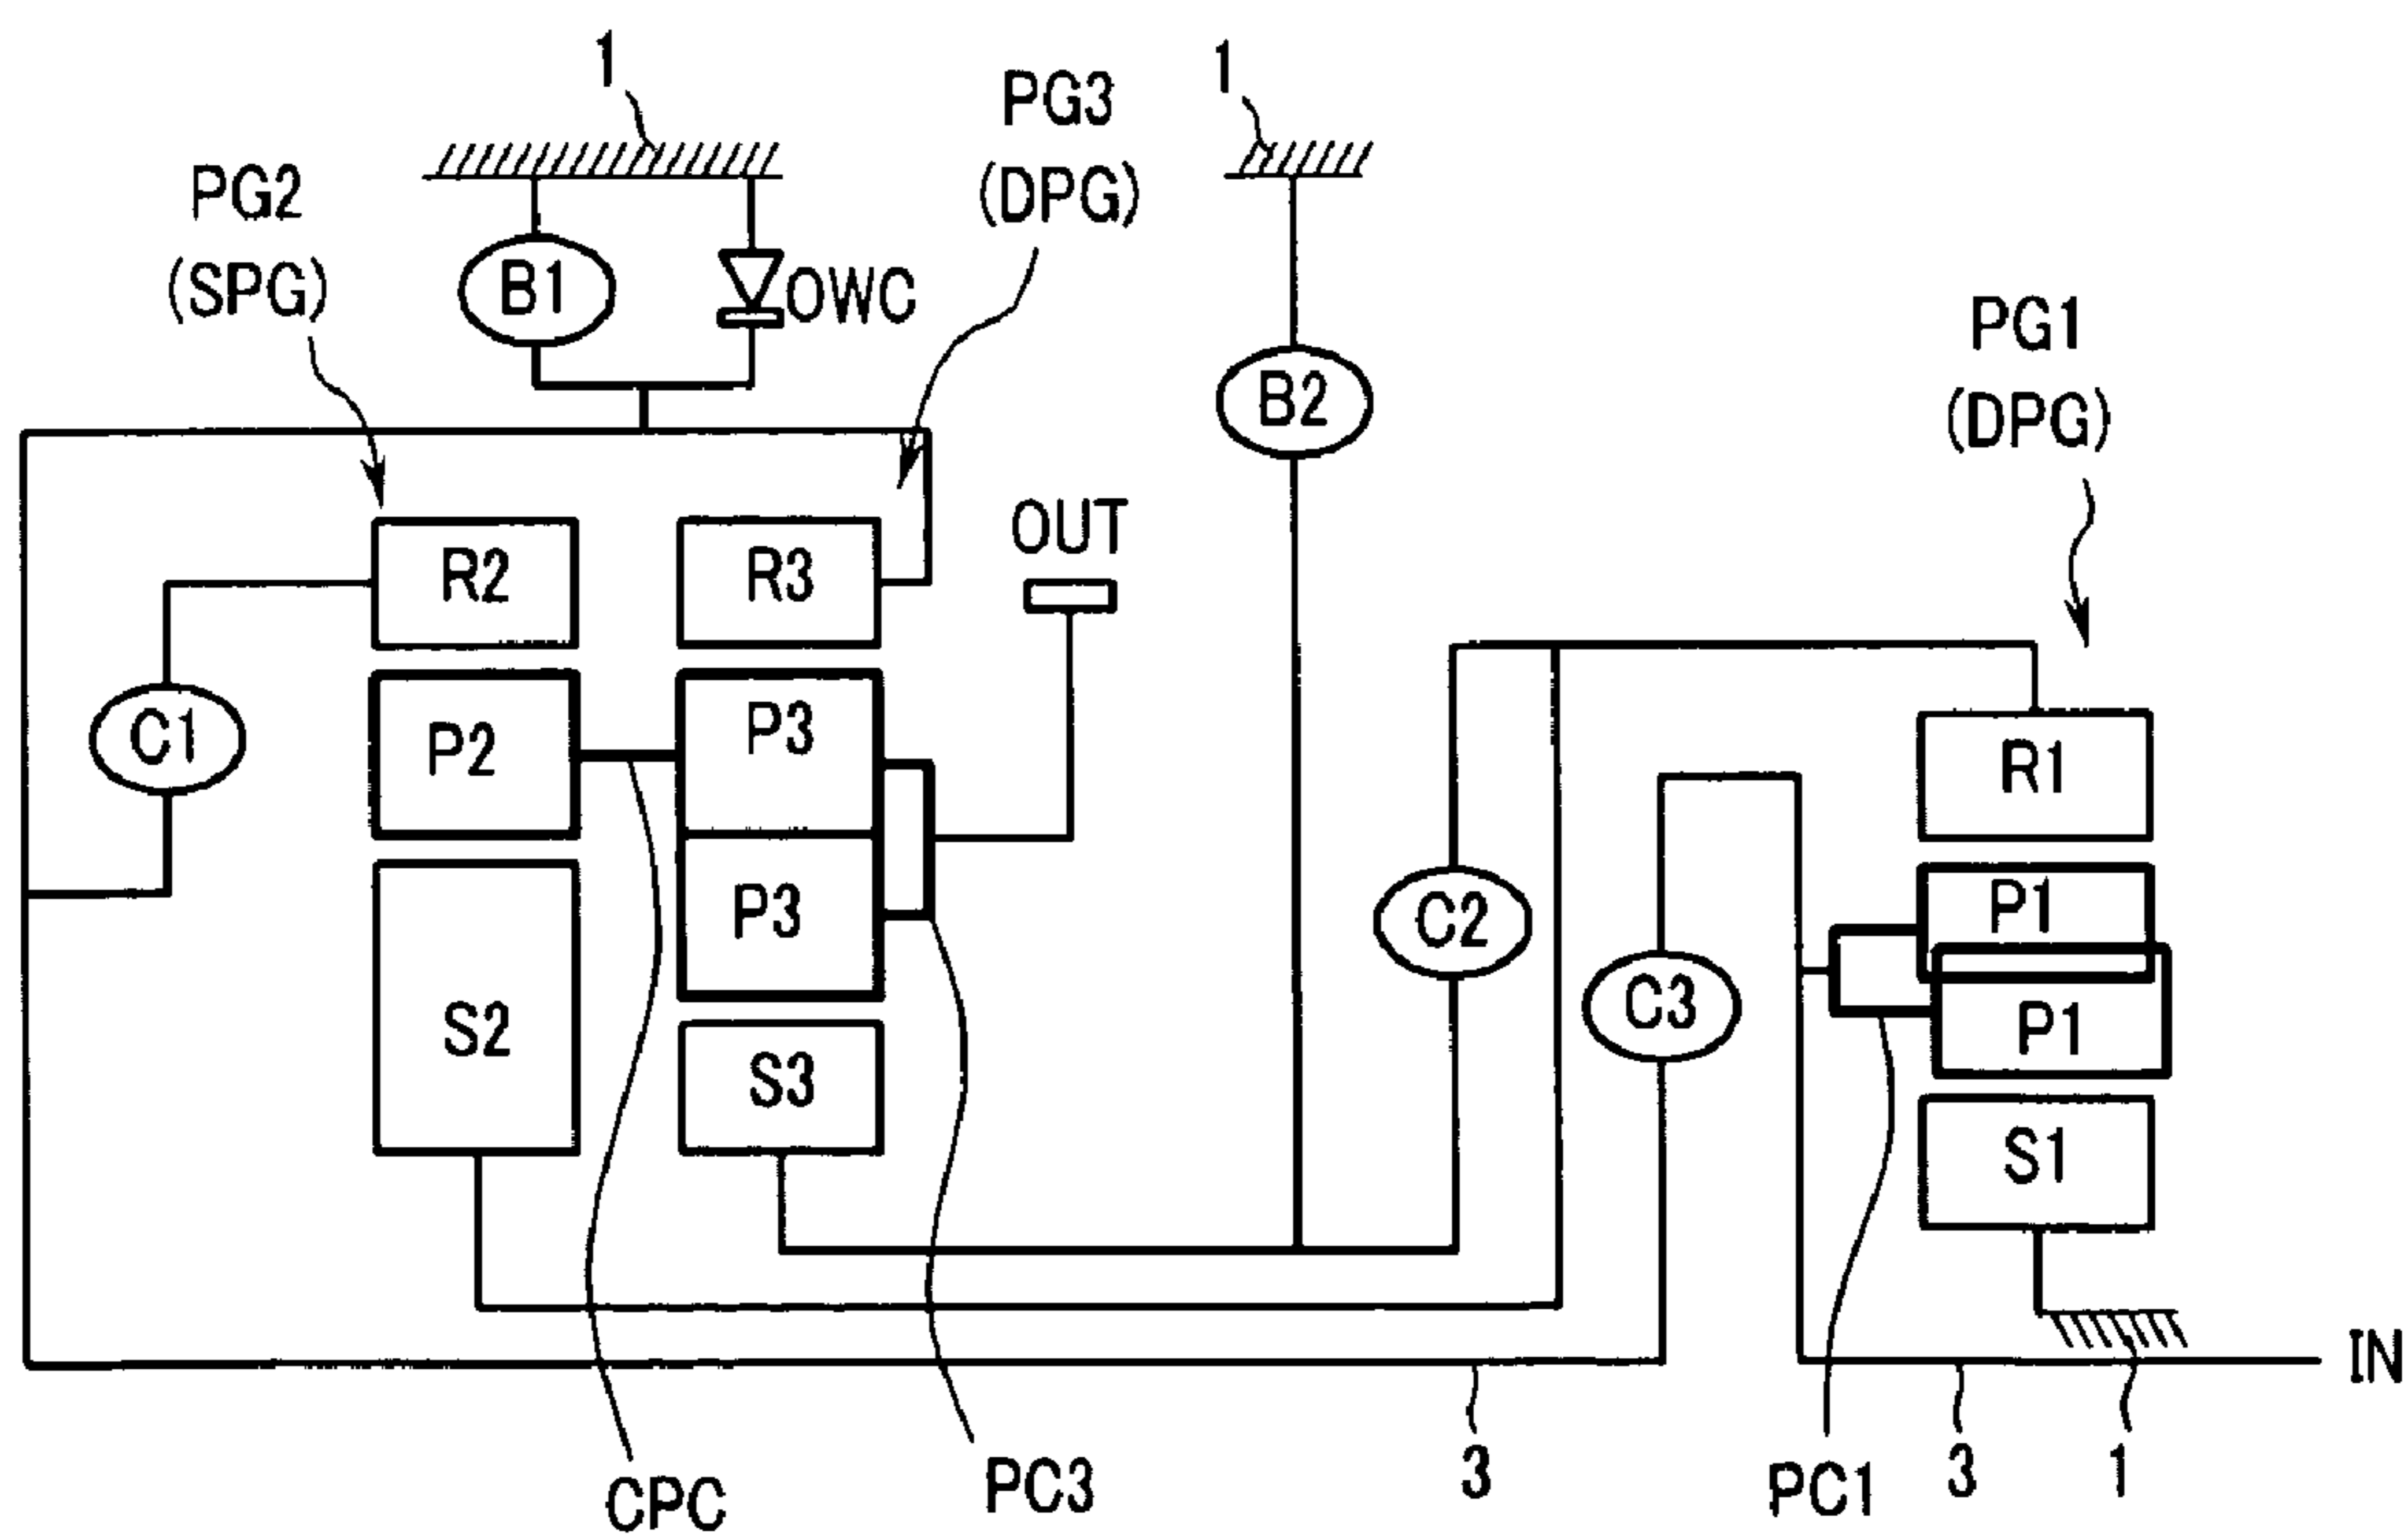 1
1
PG3
(DPG)
PG2
(SPG)
B1
OWC
PG1
(DPG)
B2
OUT
R2
R3
C1
P2
P3
R1
P3
C2
P1
C3
P1
S2
S3
S1
IN
CPC
PC3
3
PC1
3
1